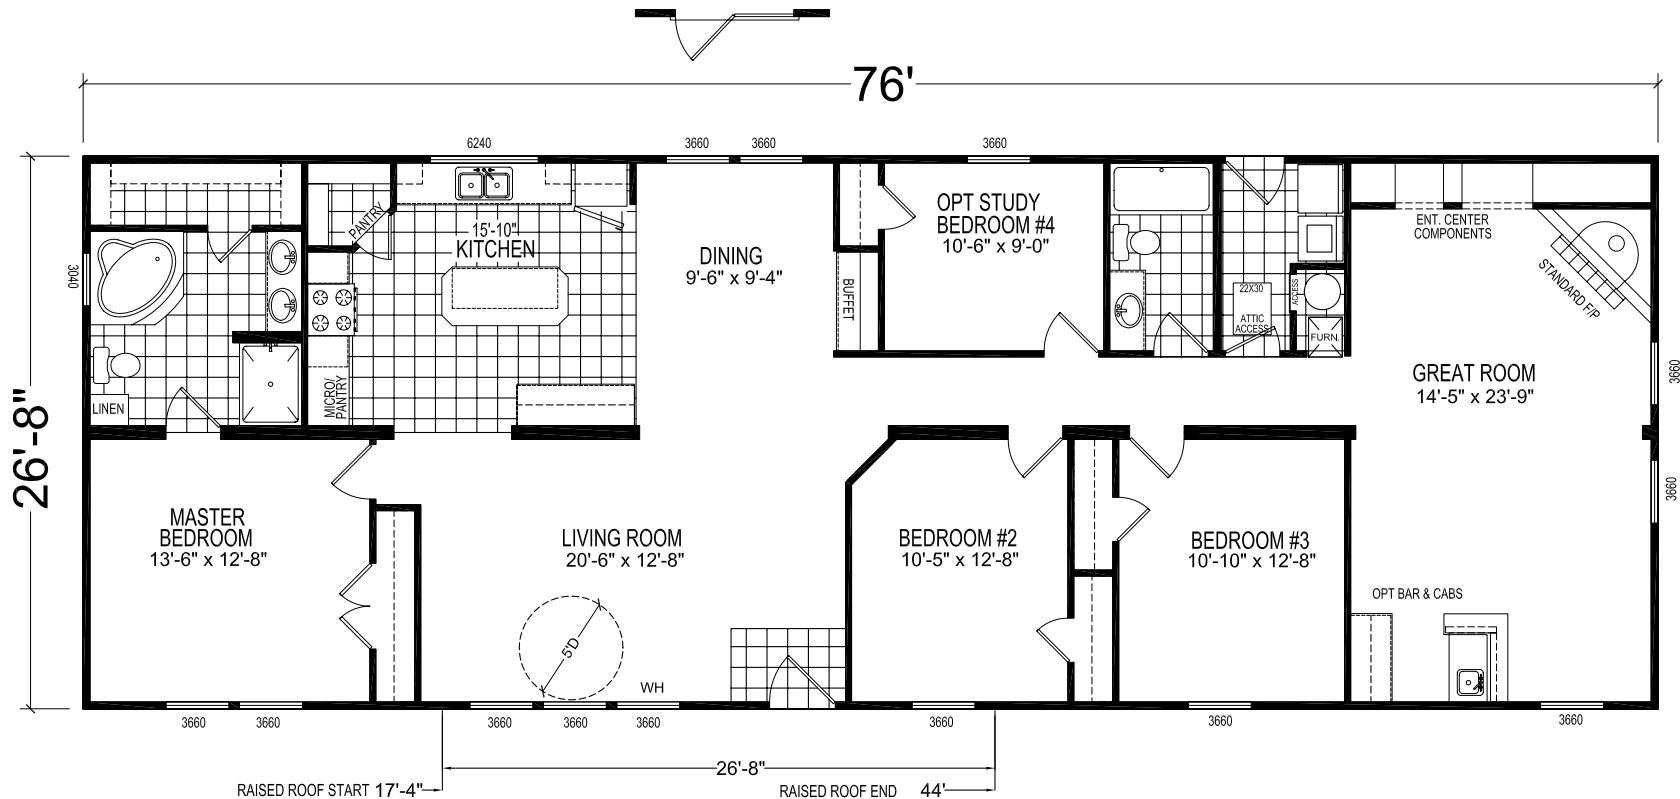 76'
26'-8"
6240
3660
3660
3660
3040
PANTRY
15'-10"
KITCHEN
DINING
9'-6" x 9'-4"
BUFFET
OPT STUDY
BEDROOM #4
10'-6" x 9'-0"
22X30
ATTIC
ACCESS
ACCESS
FURN.
ENT. CENTER
COMPONENTS
STANDARD F/P
GREAT ROOM
14'-5" x 23'-9"
3660
3660
LINEN
MICRO/
PANTRY
MASTER
BEDROOM
13'-6" x 12'-8"
LIVING ROOM
20'-6" x 12'-8"
5'D
WH
BEDROOM #2
10'-5" x 12'-8"
BEDROOM #3
10'-10" x 12'-8"
OPT BAR & CABS
3660
3660
3660
3660
3660
3660
3660
3660
26'-8"
RAISED ROOF START 17'-4"
RAISED ROOF END 44'